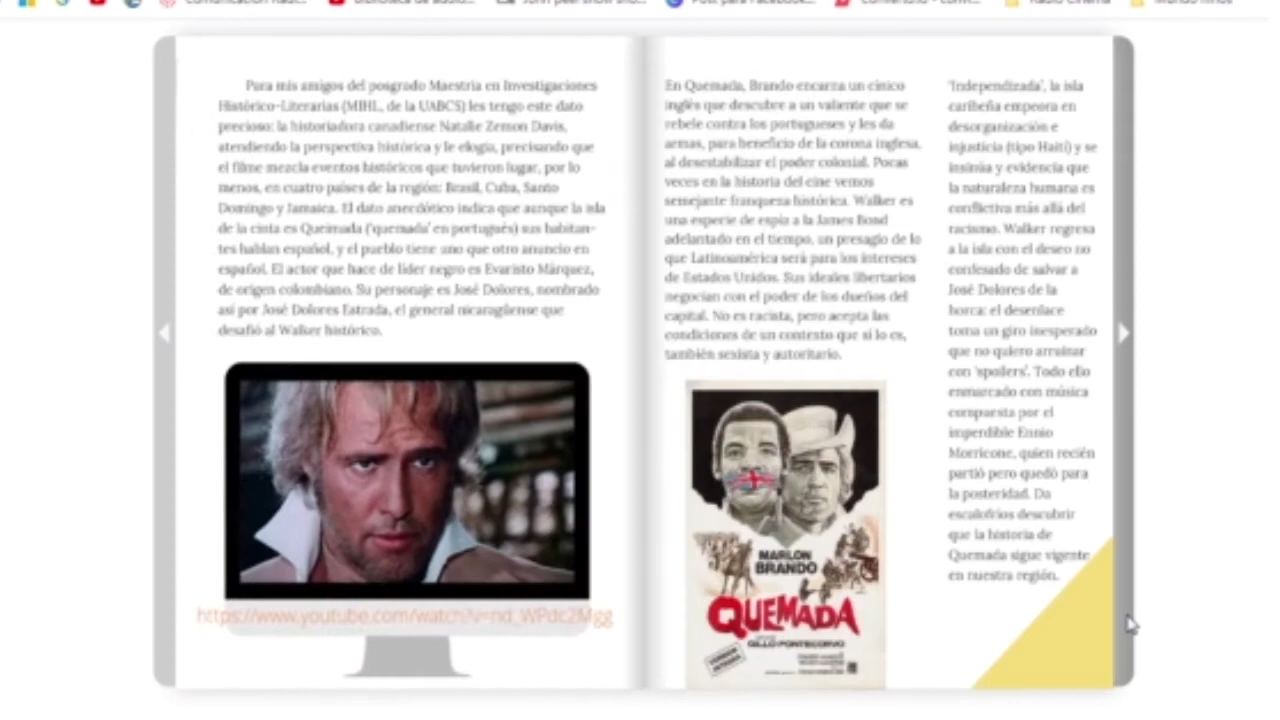 Para mis amigos del posgrado Maestría en Investigaciones
Histórico-Literarias (MIHL, de la UABCS) les tengo este dato
precioso: la historiadora canadiense Natalie Zemon Davis,
atendiendo la perspectiva histórica y le elogia, precisando que
el filme mezcla eventos históricos que tuvieron lugar, por lo
menos, en cuatro países de la región: Brasil, Cuba, Santo
Domingo y Jamaica. El dato anecdótico indica que aunque la isla
de la cinta es Queimada ('quemada' en portugués) sus habitan-
tes hablan español, y el pueblo tiene uno que otro anuncio en
español. El actor que hace de líder negro es Evaristo Márquez,
de origen colombiano. Su personaje es José Dolores, nombrado
así por José Dolores Estrada, el general nicaragüense que
desafió al Walker histórico.
https://www.youtube.com/watch?v=nd_WPdc2Mgg
En Quemada, Brando encarna un cínico
inglés que descubre a un valiente que se
rebele contra los portugueses y les da
armas, para beneficio de la corona inglesa,
al desestabilizar el poder colonial. Pocas
veces en la historia del cine vemos
semejante franqueza histórica. Walker es
una especie de espía a la James Bond
adelantado en el tiempo, un presagio de lo
que Latinoamérica será para los intereses
de Estados Unidos. Sus ideales libertarios
negocian con el poder de los dueños del
capital. No es racista, pero acepta las
condiciones de un contexto que sí lo es,
también sexista y autoritario.
MARLON
BRANDO
QUEMADA
GILLO PONTECORVO
VERSION
INTEGRA
'Independizada', la isla
caribeña empeora en
desorganización e
injusticia (tipo Haití) y se
insinúa y evidencia que
la naturaleza humana es
conflictiva más allá del
racismo. Walker regresa
a la isla con el deseo no
confesado de salvar a
José Dolores de la
horca: el desenlace
toma un giro inesperado
que no quiero arruinar
con 'spoilers'. Todo ello
enmarcado con música
compuesta por el
imperdible Ennio
Morricone, quien recién
partió pero quedó para
la posteridad. Da
escalofríos descubrir
que la historia de
Quemada sigue vigente
en nuestra región.